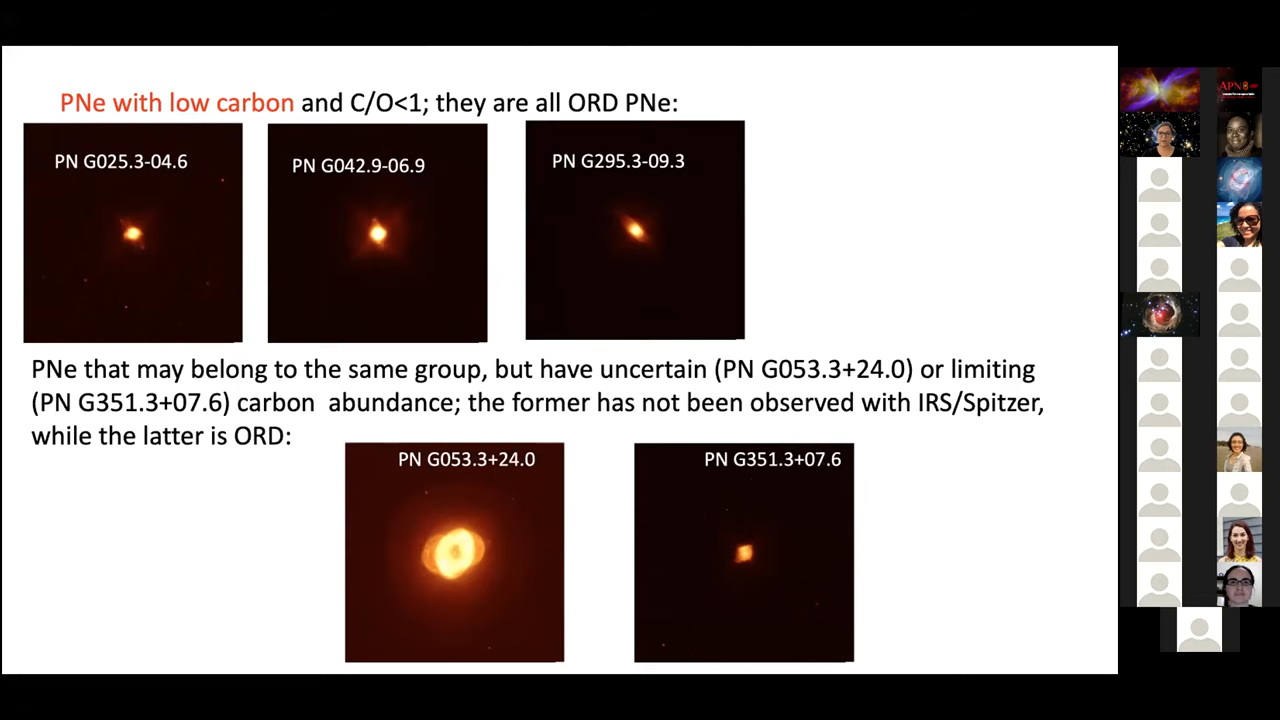 PNe with low carbon and C/O<1; they are all ORD PNe:
PN G025.3-04.6
PN G042.9-06.9
PN G295.3-09.3
PNe that may belong to the same group, but have uncertain (PN G053.3+24.0) or limiting
(PN G351.3+07.6) carbon  abundance; the former has not been observed with IRS/Spitzer,
while the latter is ORD:
PN G053.3+24.0
PN G351.3+07.6